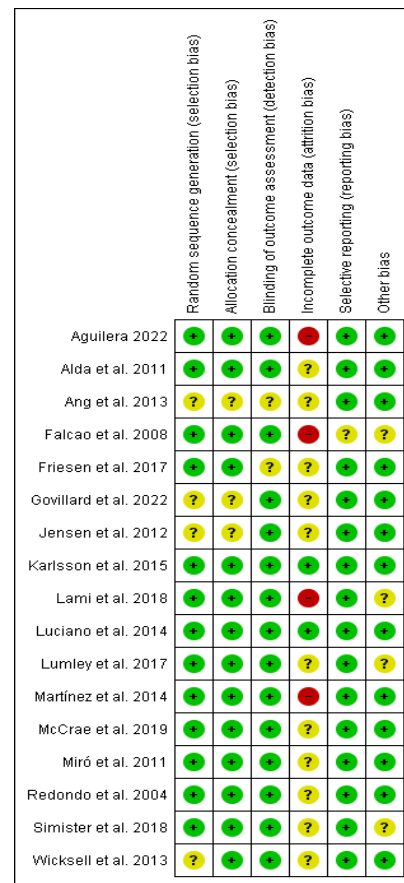 Random sequence generation (selection bias)
Allocation concealment (selection bias)
Blinding of outcome assessment (detection bias)
Incomplete outcome data (attrition bias)
Selective reporting (reporting bias)
Other bias
Aguilera 2022 + + + - + +
Alda et al. 2011 + + + ? + +
Ang et al. 2013 ? ? ? ? + +
Falcao et al. 2008 + + + - ? ?
Friesen et al. 2017 + + ? ? + +
Govillard et al. 2022 ? ? + ? + +
Jensen et al. 2012 ? ? + ? + +
Karlsson et al. 2015 + + + + + +
Lami et al. 2018 + + + - + ?
Luciano et al. 2014 + + + + + +
Lumley et al. 2017 + + + ? + ?
Martínez et al. 2014 + + + - + +
McCrae et al. 2019 + + + ? + +
Miró et al. 2011 + + + ? + +
Redondo et al. 2004 + + + ? + +
Simister et al. 2018 + + + ? + ?
Wicksell et al. 2013 ? + + ? + +